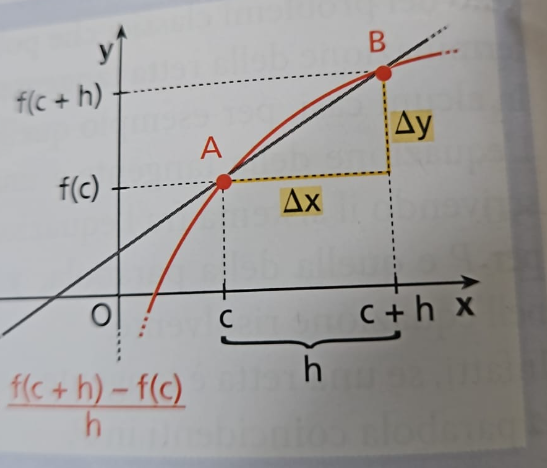 y
B
f(c + h)
Δy
A
f(c)
Δx
O
c
c + h
x
h
f(c + h) – f(c)
h